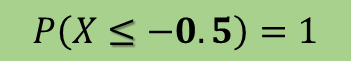 P(X ≤ −0.5) = 1